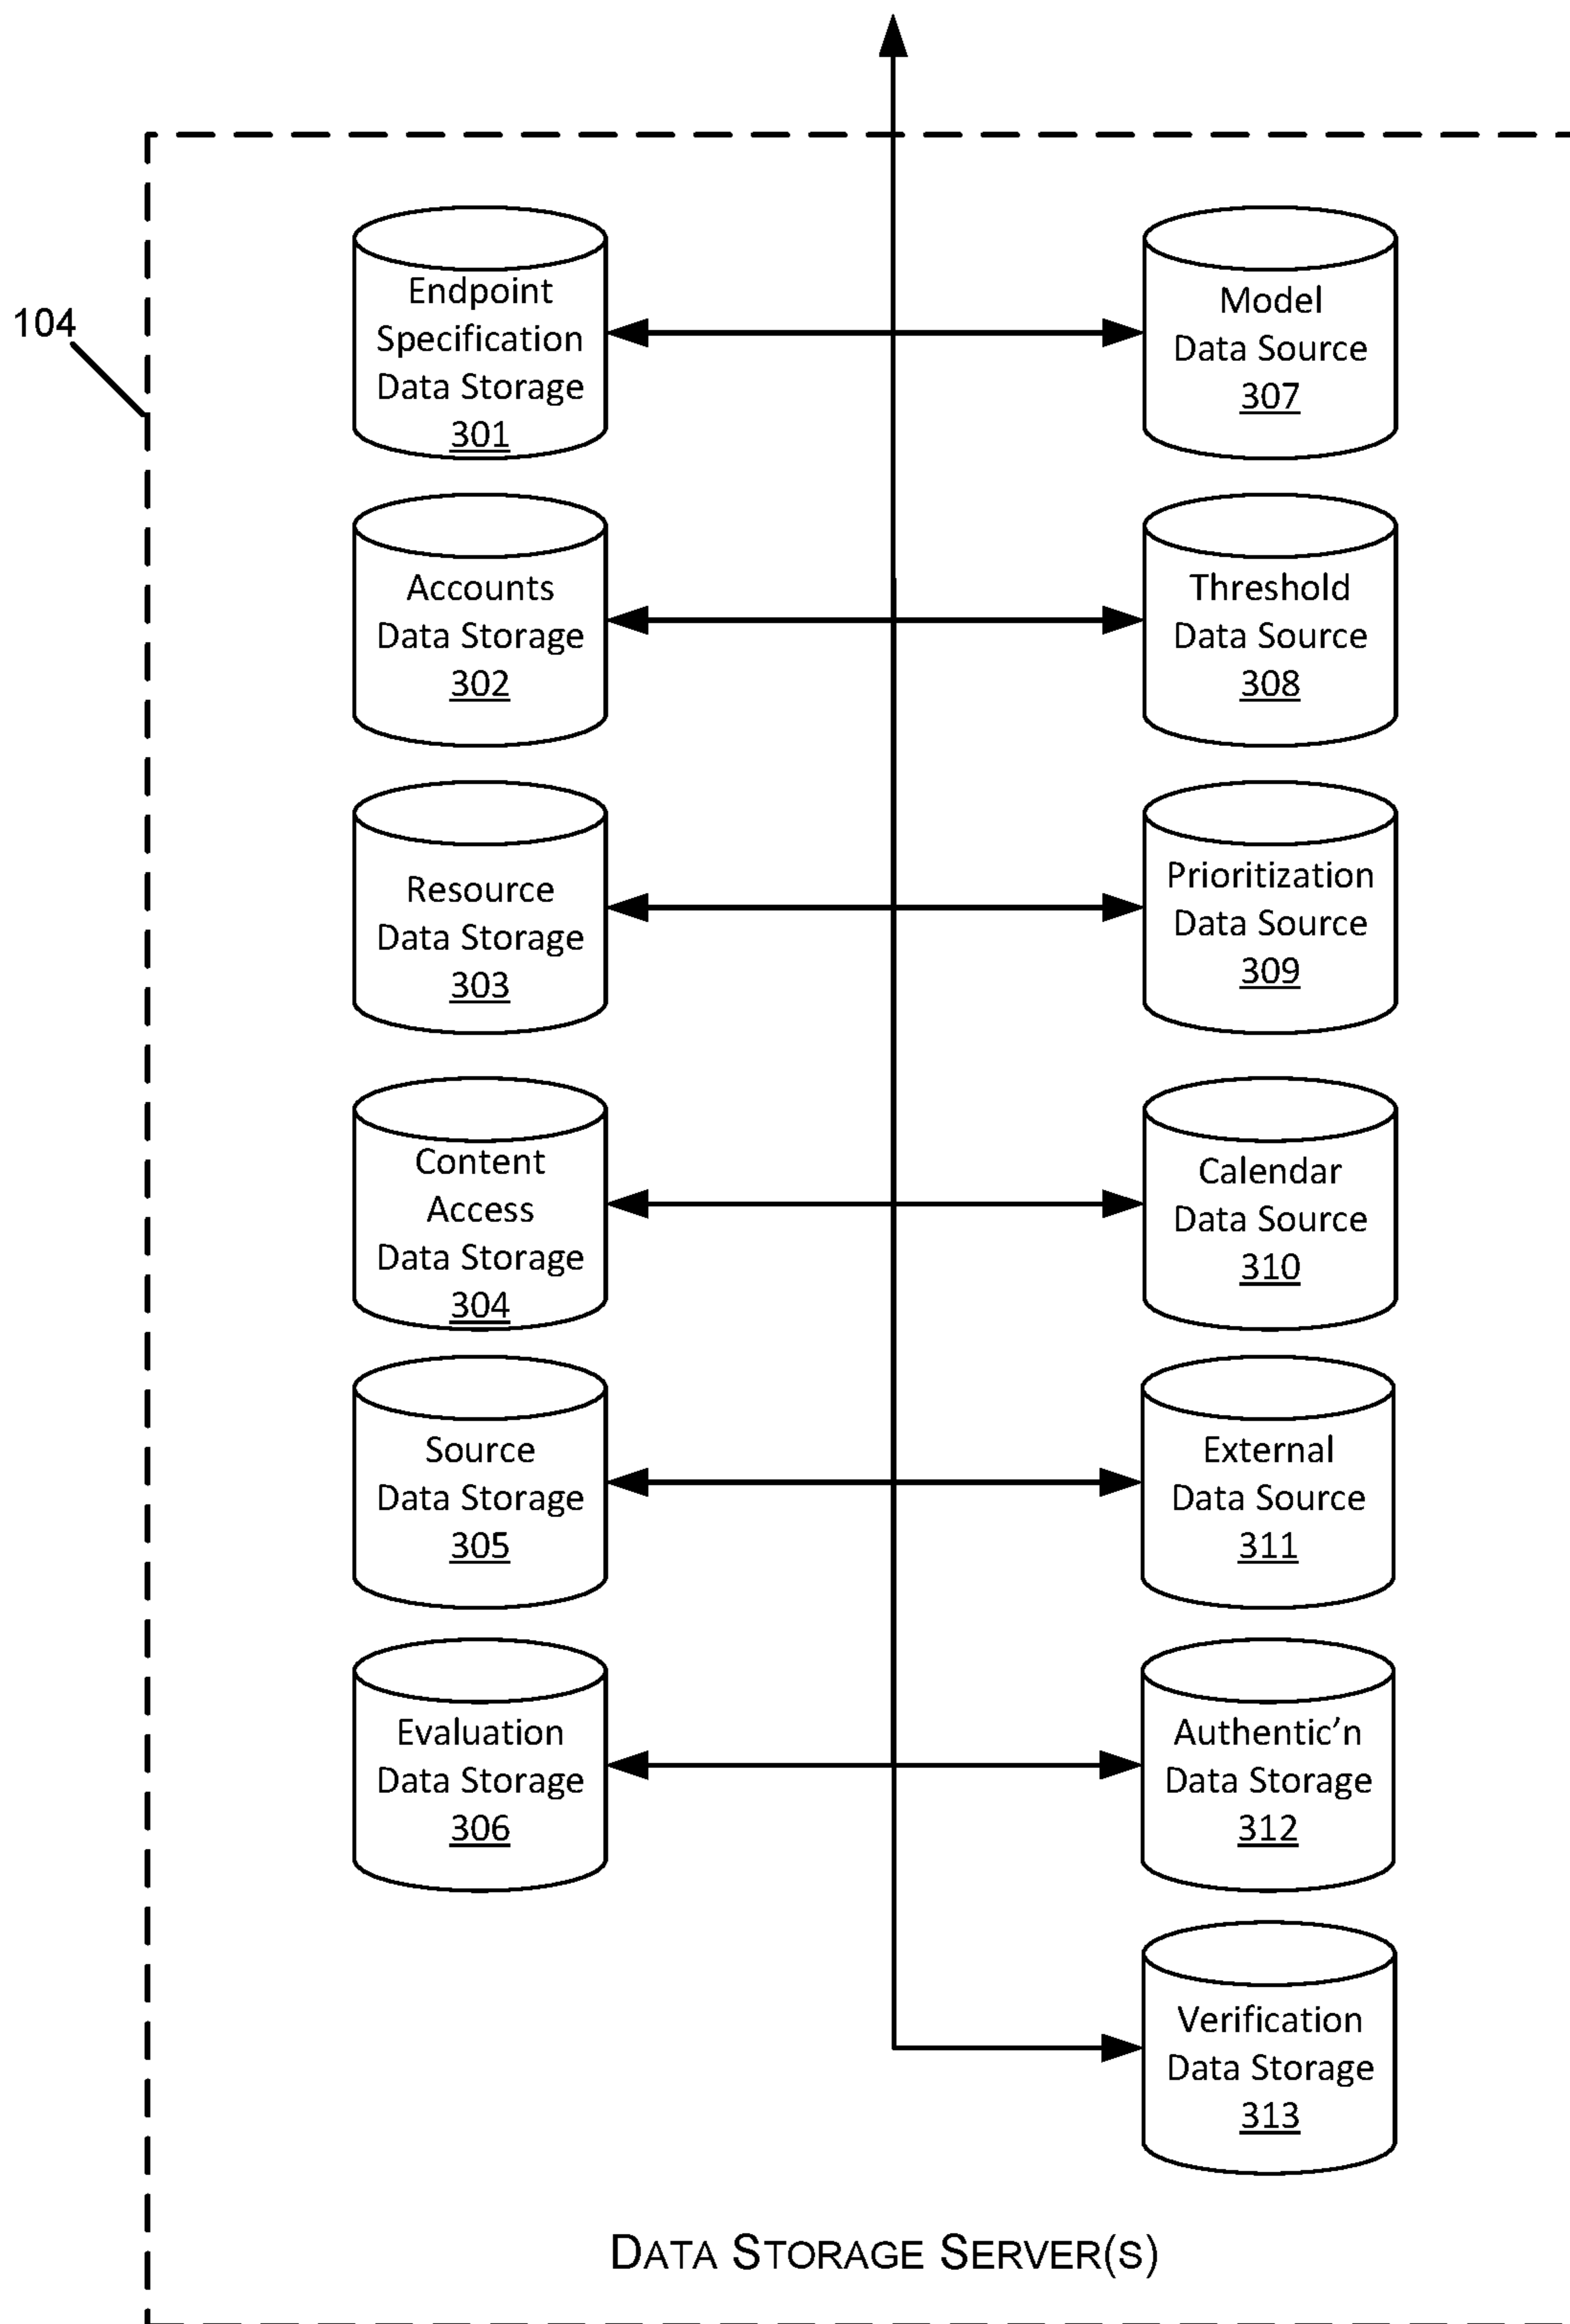 104
Endpoint
Specification
Data Storage
301
Accounts
Data Storage
302
Resource
Data Storage
303
Content
Access
Data Storage
304
Source
Data Storage
305
Evaluation
Data Storage
306
Model
Data Source
307
Threshold
Data Source
308
Prioritization
Data Source
309
Calendar
Data Source
310
External
Data Source
311
Authentic’n
Data Storage
312
Verification
Data Storage
313
DATA STORAGE SERVER(S)